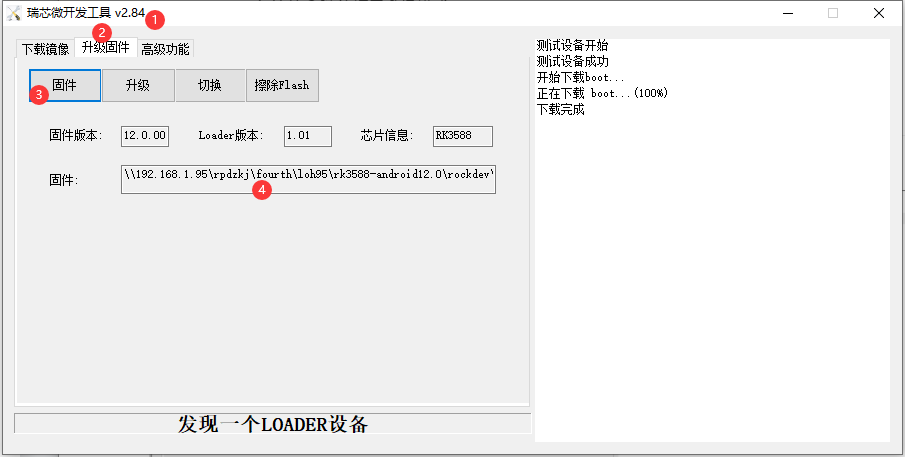 瑞芯微开发工具 v2.84
1
2
下载镜像 升级固件 高级功能
固件 升级 切换 擦除Flash
3
固件版本: 12.0.00 Loader版本: 1.01 芯片信息: RK3588
固件: \\192.168.1.95\rpdzkj\fourth\loh95\rk3588-android12.0\rockdev\
4
发现一个LOADER设备
测试设备开始
测试设备成功
开始下载boot...
正在下载 boot...(100%)
下载完成